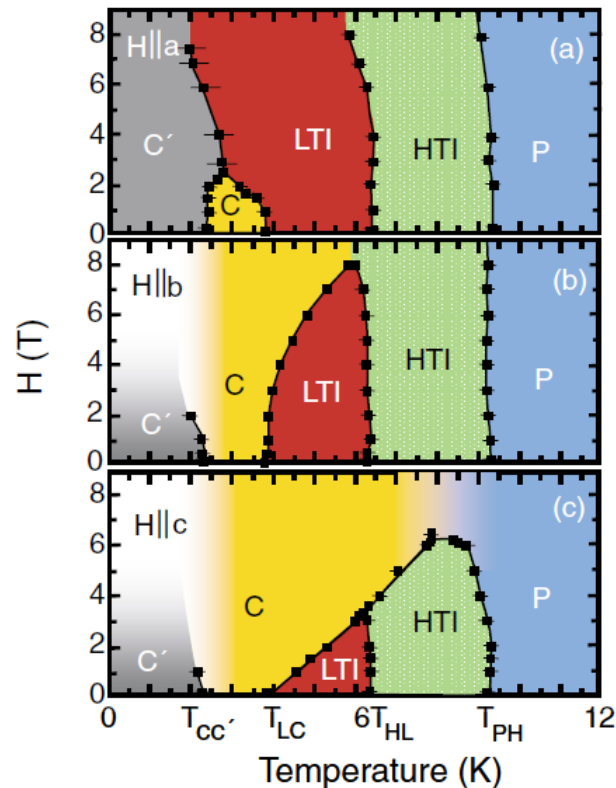 8
H||a
(a)
6
C´
LTI
HTI
P
4
2
C
0
8
H||b
(b)
6
4
C
LTI
HTI
P
2
C´
0
H (T)
8
H||c
(c)
6
4
C
HTI
P
2
C´
LTI
0
0 T_CC´ T_LC 6T_HL T_PH 12
Temperature (K)